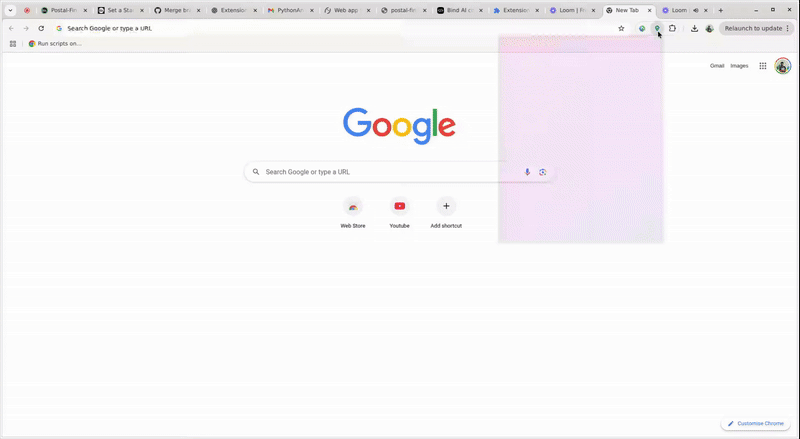 Postal-Fin
Set a Sta
Merge br
Extension
PythonAn
Web app
postal-fin
Bind AI c
Extension
Loom | F
New Tab
Loom
Search Google or type a URL
Relaunch to update
Run scripts on...
Gmail Images
Google
Search Google or type a URL
Web Store Youtube Add shortcut
Customise Chrome